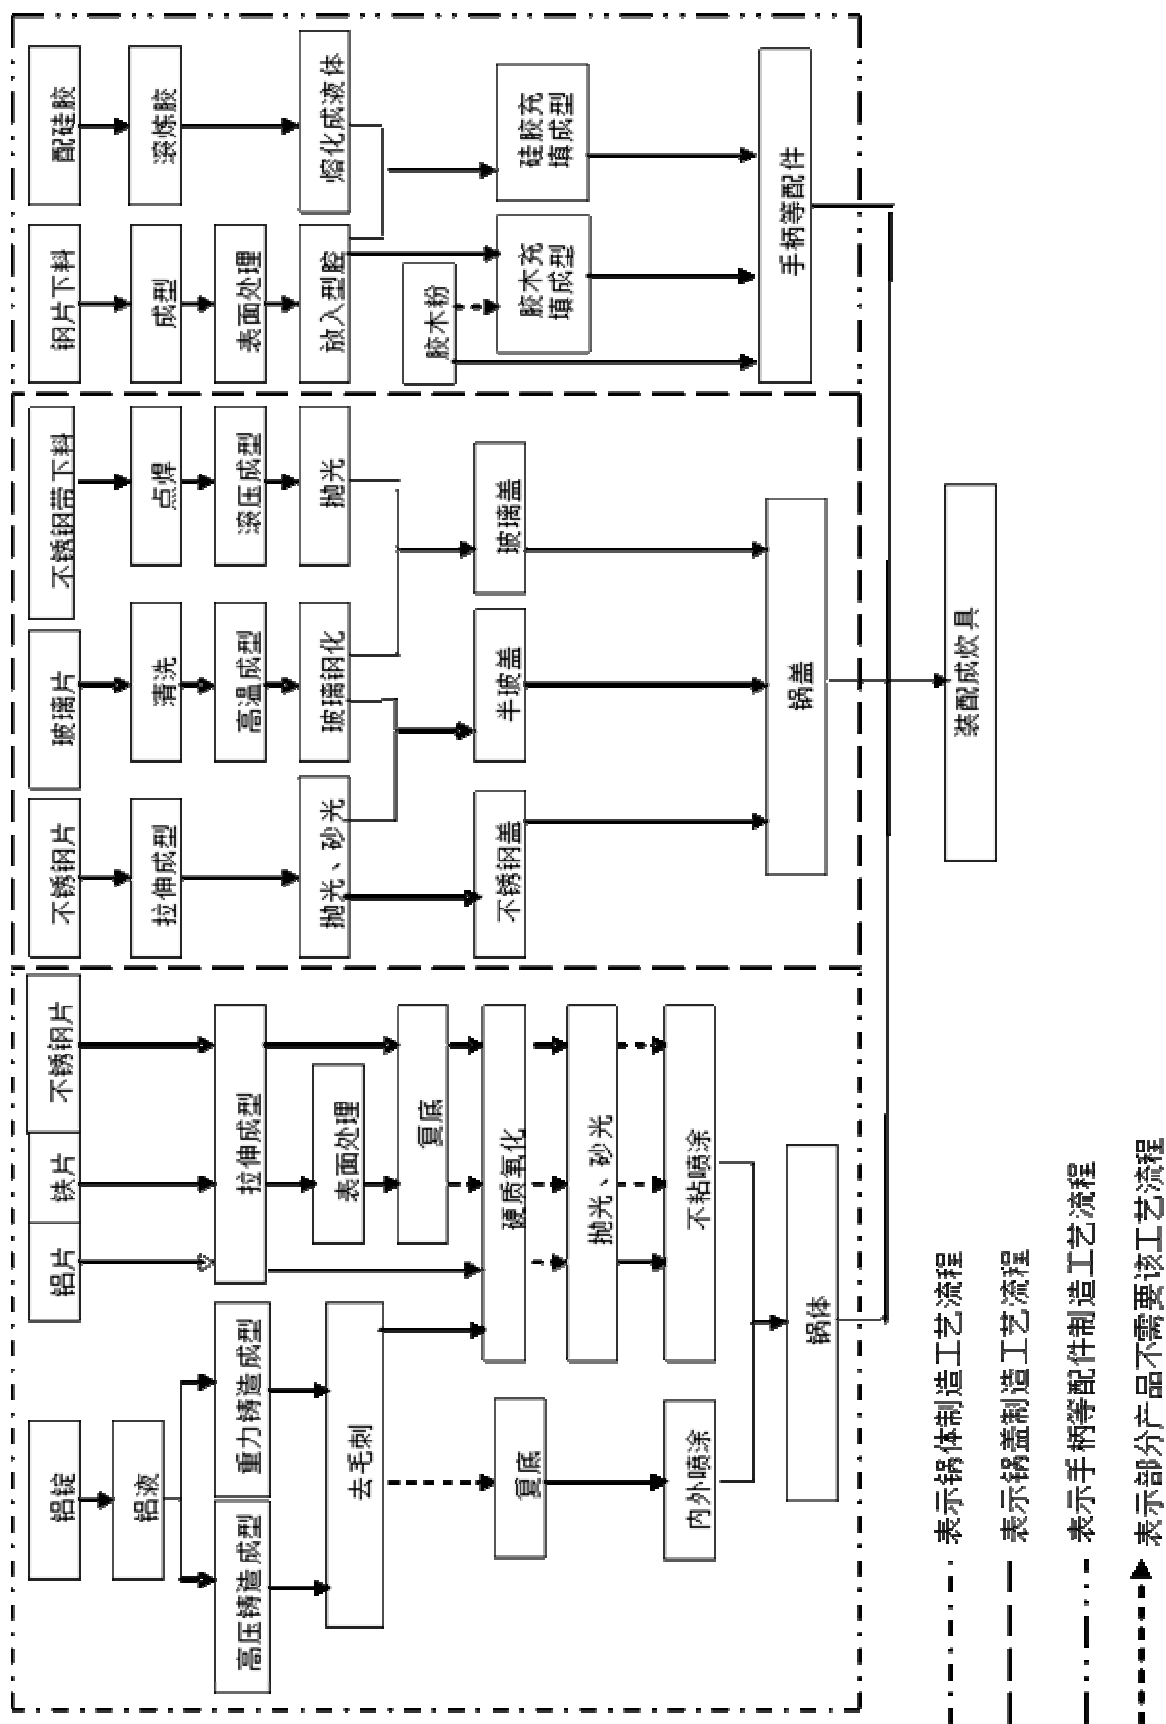 铝锭
铝液
高压铸造成型
重力铸造成型
去毛刺
复底
内外喷涂
铝片
铁片
不锈钢片
拉伸成型
表面处理
复底
硬质氧化
抛光、砂光
不粘喷涂
锅体
不锈钢片
拉伸成型
抛光、砂光
不锈钢盖
玻璃片
清洗
高温成型
玻璃钢化
半玻盖
不锈钢带下料
点焊
滚压成型
抛光
玻璃盖
锅盖
钢片下料
成型
表面处理
放入型腔
胶木粉
胶木充
填成型
配硅胶
滚炼胶
熔化成液体
硅胶充
填成型
手柄等配件
装配成炊具
表示锅体制造工艺流程
表示锅盖制造工艺流程
表示手柄等配件制造工艺流程
表示部分产品不需要该工艺流程